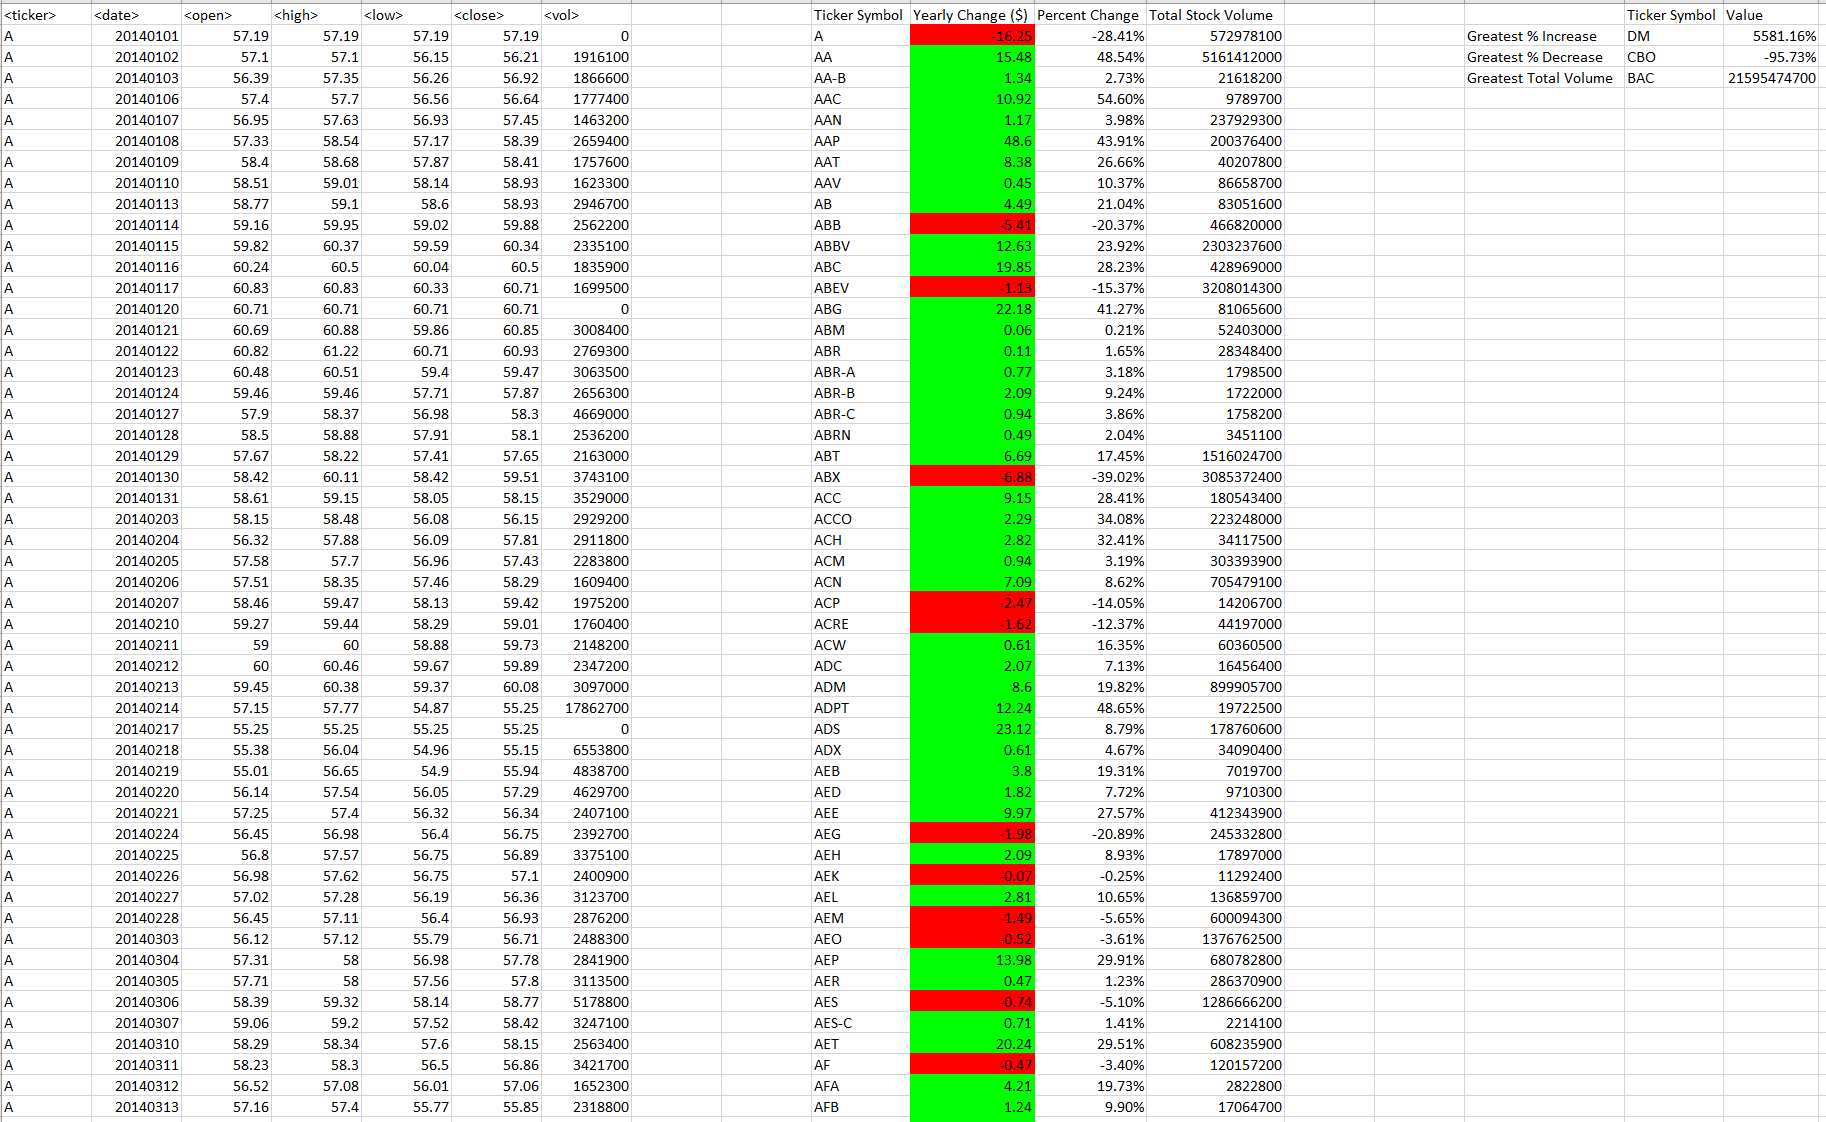 <ticker> <date> <open> <high> <low> <close> <vol> Ticker Symbol Yearly Change ($) Percent Change Total Stock Volume Ticker Symbol Value
A 20140101 57.19 57.19 57.19 57.19 0 A -16.25 -28.41% 572978100 Greatest % Increase DM 5581.16%
A 20140102 57.1 57.1 56.15 56.21 1916100 AA 15.48 48.54% 5161412000 Greatest % Decrease CBO -95.73%
A 20140103 56.39 57.35 56.26 56.92 1866600 AA-B 1.34 2.73% 21618200 Greatest Total Volume BAC 21595474700
A 20140106 57.4 57.7 56.56 56.64 1777400 AAC 10.92 54.60% 9789700
A 20140107 56.95 57.63 56.93 57.45 1463200 AAN 1.17 3.98% 237929300
A 20140108 57.33 58.54 57.17 58.39 2659400 AAP 48.6 43.91% 200376400
A 20140109 58.4 58.68 57.87 58.41 1757600 AAT 8.38 26.66% 40207800
A 20140110 58.51 59.01 58.14 58.93 1623300 AAV 0.45 10.37% 86658700
A 20140113 58.77 59.1 58.6 58.93 2946700 AB 4.49 21.04% 83051600
A 20140114 59.16 59.95 59.02 59.88 2562200 ABB -5.41 -20.37% 466820000
A 20140115 59.82 60.37 59.59 60.34 2335100 ABBV 12.63 23.92% 2303237600
A 20140116 60.24 60.5 60.04 60.5 1835900 ABC 19.85 28.23% 428969000
A 20140117 60.83 60.83 60.33 60.71 1699500 ABEV -1.13 -15.37% 3208014300
A 20140120 60.71 60.71 60.71 60.71 0 ABG 22.18 41.27% 81065600
A 20140121 60.69 60.88 59.86 60.85 3008400 ABM 0.06 0.21% 52403000
A 20140122 60.82 61.22 60.71 60.93 2769300 ABR 0.11 1.65% 28348400
A 20140123 60.48 60.51 59.4 59.47 3063500 ABR-A 0.77 3.18% 1798500
A 20140124 59.46 59.46 57.71 57.87 2656300 ABR-B 2.09 9.24% 1722000
A 20140127 57.9 58.37 56.98 58.3 4669000 ABR-C 0.94 3.86% 1758200
A 20140128 58.5 58.88 57.91 58.1 2536200 ABRN 0.49 2.04% 3451100
A 20140129 57.67 58.22 57.41 57.65 2163000 ABT 6.69 17.45% 1516024700
A 20140130 58.42 60.11 58.42 59.51 3743100 ABX -6.88 -39.02% 3085372400
A 20140131 58.61 59.15 58.05 58.15 3529000 ACC 9.15 28.41% 180543400
A 20140203 58.15 58.48 56.08 56.15 2929200 ACCO 2.29 34.08% 223248000
A 20140204 56.32 57.88 56.09 57.81 2911800 ACH 2.82 32.41% 34117500
A 20140205 57.58 57.7 56.96 57.43 2283800 ACM 0.94 3.19% 303393900
A 20140206 57.51 58.35 57.46 58.29 1609400 ACN 7.09 8.62% 705479100
A 20140207 58.46 59.47 58.13 59.42 1975200 ACP -2.47 -14.05% 14206700
A 20140210 59.27 59.44 58.29 59.01 1760400 ACRE -1.62 -12.37% 44197000
A 20140211 59 60 58.88 59.73 2148200 ACW 0.61 16.35% 60360500
A 20140212 60 60.46 59.67 59.89 2347200 ADC 2.07 7.13% 16456400
A 20140213 59.45 60.38 59.37 60.08 3097000 ADM 8.6 19.82% 899905700
A 20140214 57.15 57.77 54.87 55.25 17862700 ADPT 12.24 48.65% 19722500
A 20140217 55.25 55.25 55.25 55.25 0 ADS 23.12 8.79% 178760600
A 20140218 55.38 56.04 54.96 55.15 6553800 ADX 0.61 4.67% 34090400
A 20140219 55.01 56.65 54.9 55.94 4838700 AEB 3.8 19.31% 7019700
A 20140220 56.14 57.54 56.05 57.29 4629700 AED 1.82 7.72% 9710300
A 20140221 57.25 57.4 56.32 56.34 2407100 AEE 9.97 27.57% 412343900
A 20140224 56.45 56.98 56.4 56.75 2392700 AEG -1.98 -20.89% 245332800
A 20140225 56.8 57.57 56.75 56.89 3375100 AEH 2.09 8.93% 17897000
A 20140226 56.98 57.62 56.75 57.1 2400900 AEK -0.07 -0.25% 11292400
A 20140227 57.02 57.28 56.19 56.36 3123700 AEL 2.81 10.65% 136859700
A 20140228 56.45 57.11 56.4 56.93 2876200 AEM -1.49 -5.65% 600094300
A 20140303 56.12 57.12 55.79 56.71 2488300 AEO -0.52 -3.61% 1376762500
A 20140304 57.31 58 56.98 57.78 2841900 AEP 13.98 29.91% 680782800
A 20140305 57.71 58 57.56 57.8 3113500 AER 0.47 1.23% 286370900
A 20140306 58.39 59.32 58.14 58.77 5178800 AES -0.74 -5.10% 1286666200
A 20140307 59.06 59.2 57.52 58.42 3247100 AES-C 0.71 1.41% 2214100
A 20140310 58.29 58.34 57.6 58.15 2563400 AET 20.24 29.51% 608235900
A 20140311 58.23 58.3 56.5 56.86 3421700 AF -0.47 -3.40% 120157200
A 20140312 56.52 57.08 56.01 57.06 1652300 AFA 4.21 19.73% 2822800
A 20140313 57.16 57.4 55.77 55.85 2318800 AFB 1.24 9.90% 17064700